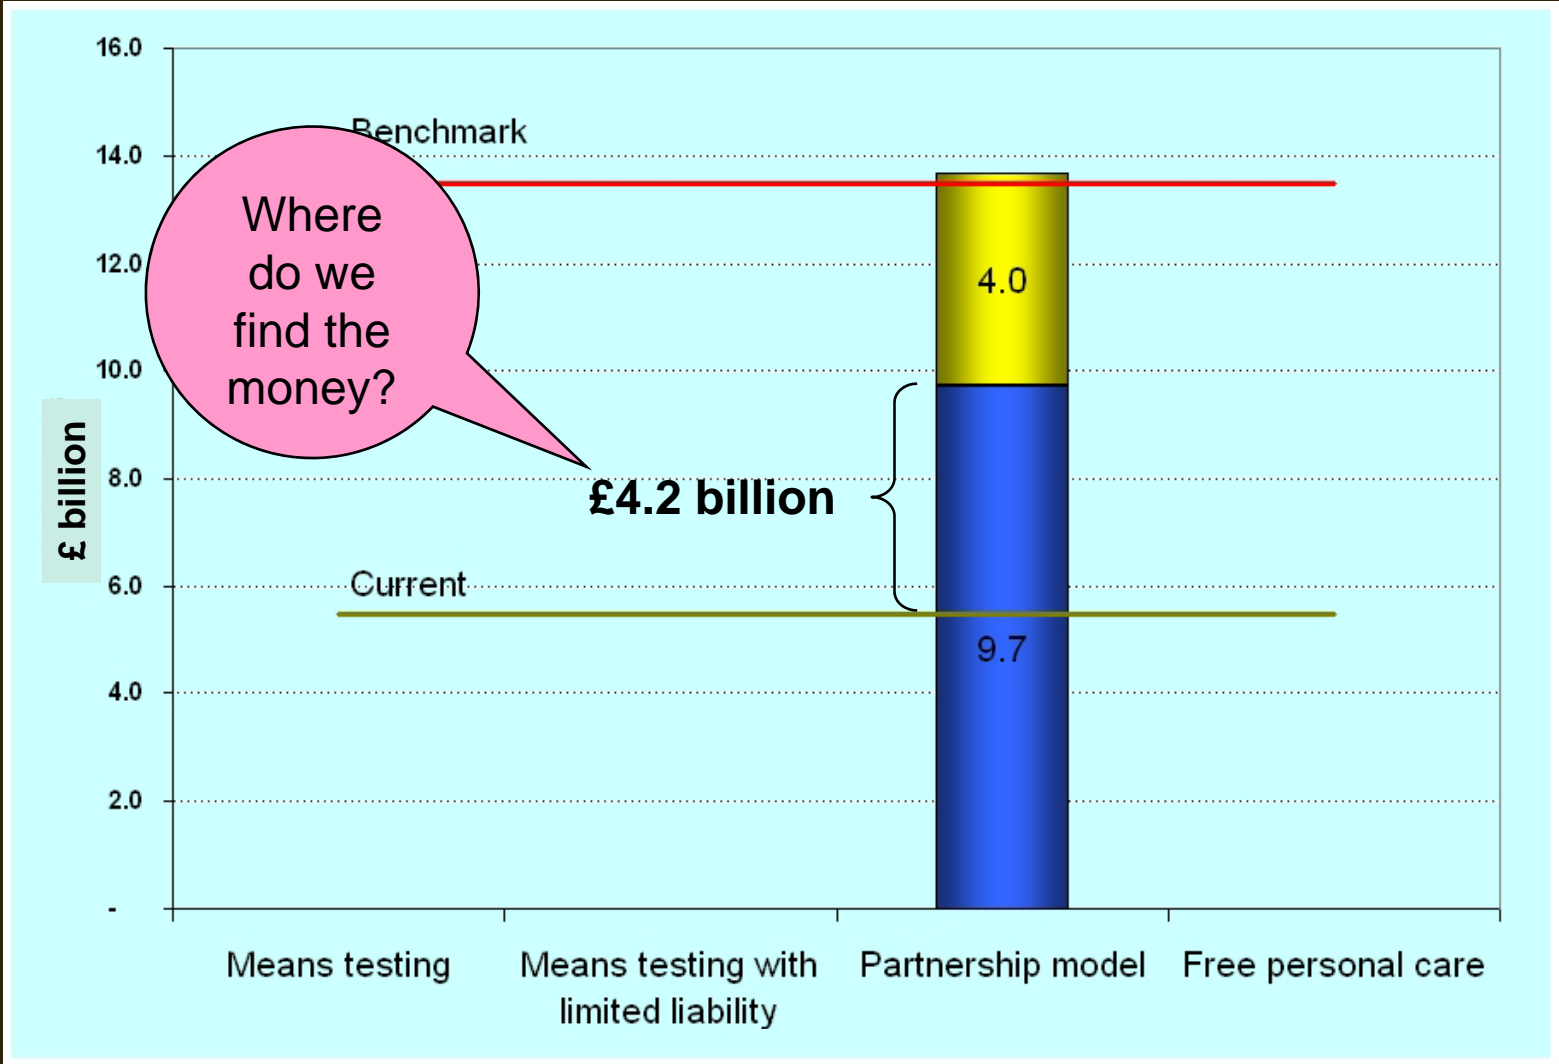 16.0
Benchmark
14.0
Where
do we
find the
money?
12.0
4.0
10.0
£ billion
8.0
£4.2 billion
6.0
Current
9.7
4.0
2.0
-
Means testing
Means testing with
limited liability
Partnership model
Free personal care